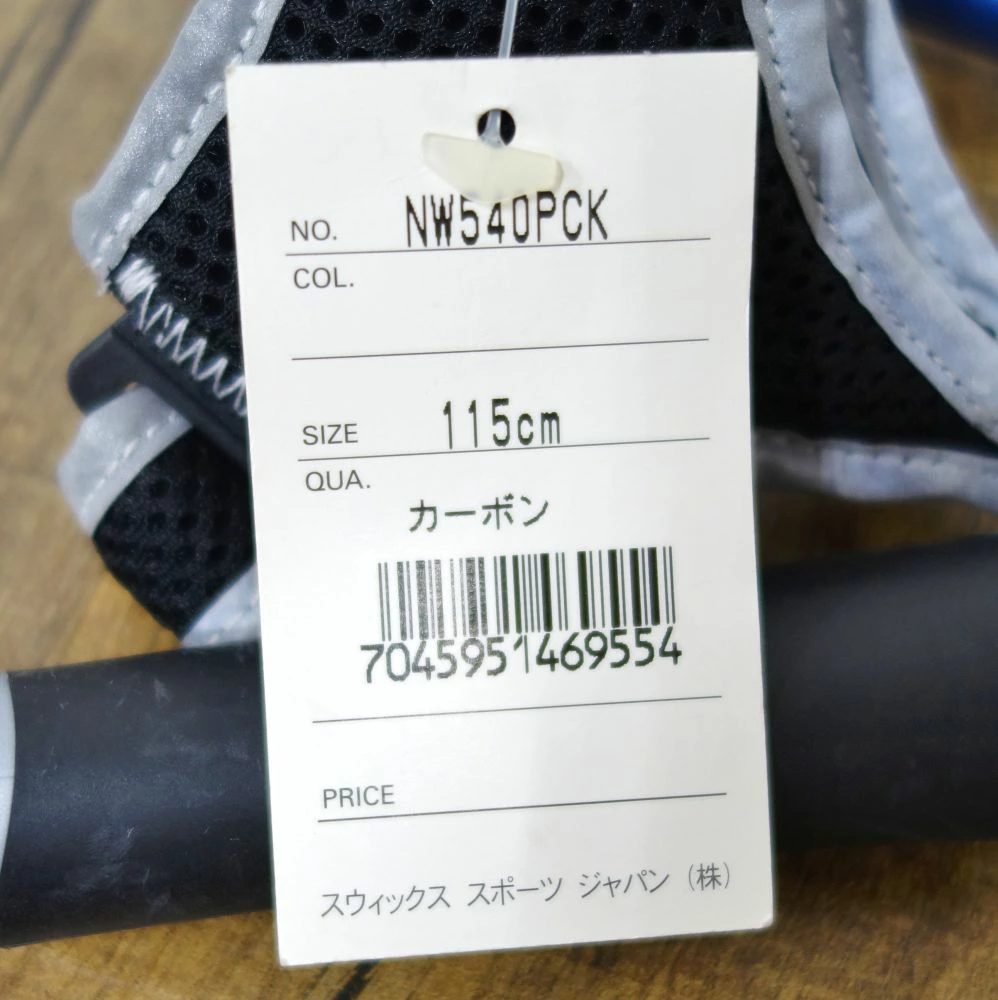 NO. NW540PCK
COL.
SIZE 115cm
QUA.
カーボン
7045951469554
PRICE
スウィックス スポーツ ジャパン (株)